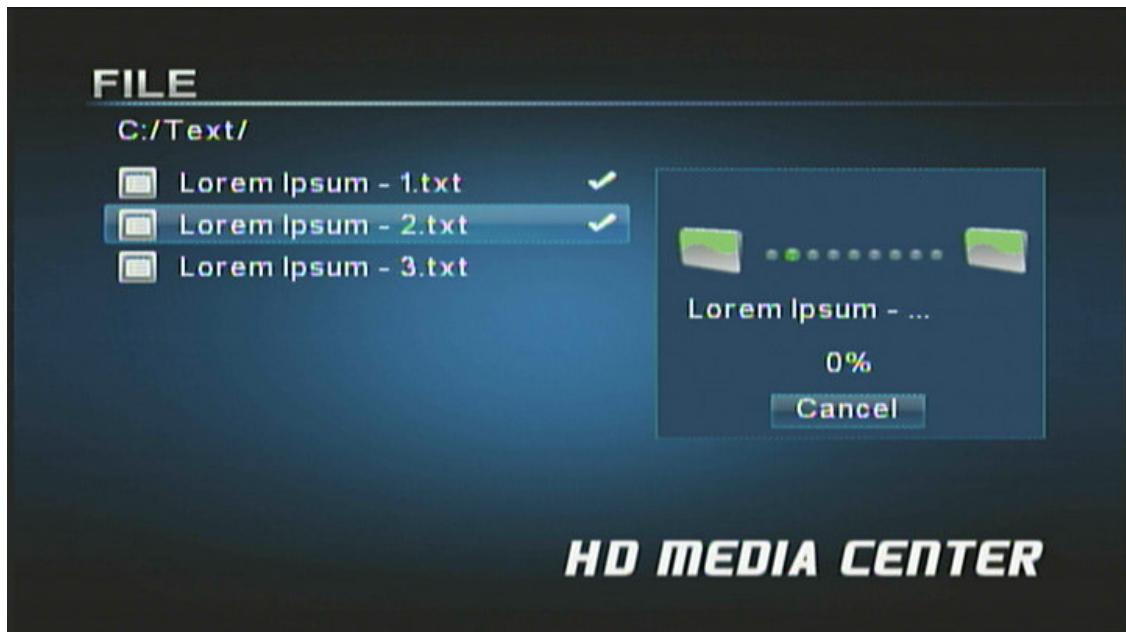 FILE
C:/Text/
Lorem Ipsum - 1.txt
Lorem Ipsum - 2.txt
Lorem Ipsum - 3.txt
Lorem Ipsum - ...
0%
Cancel
HD MEDIA CENTER